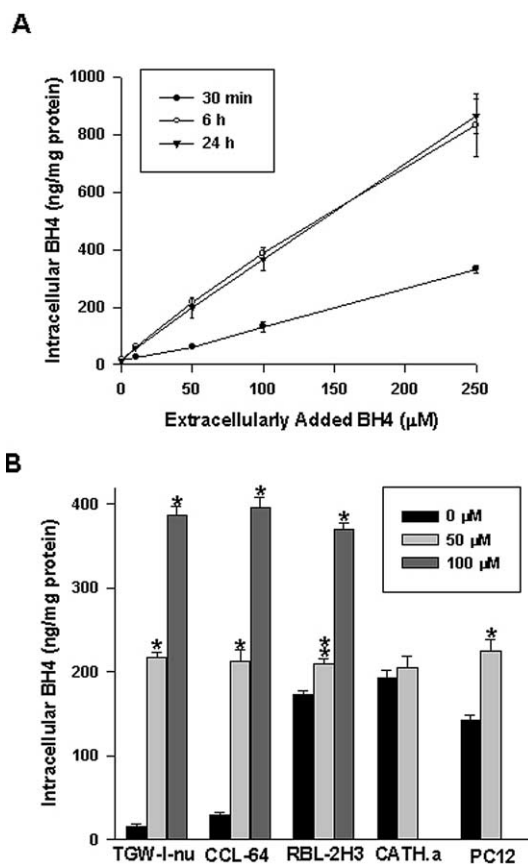 A
Intracellular BH4 (ng/mg protein)
1000
800
600
400
200
0
30 min
6 h
24 h
0 50 100 150 200 250
Extracellularly Added BH4 (µM)
B
Intracellular BH4 (ng/mg protein)
400
300
200
100
0
0 µM
50 µM
100 µM
* * * * * * * *
TGW-I-nu CCL-64 RBL-2H3 CATH.a PC12